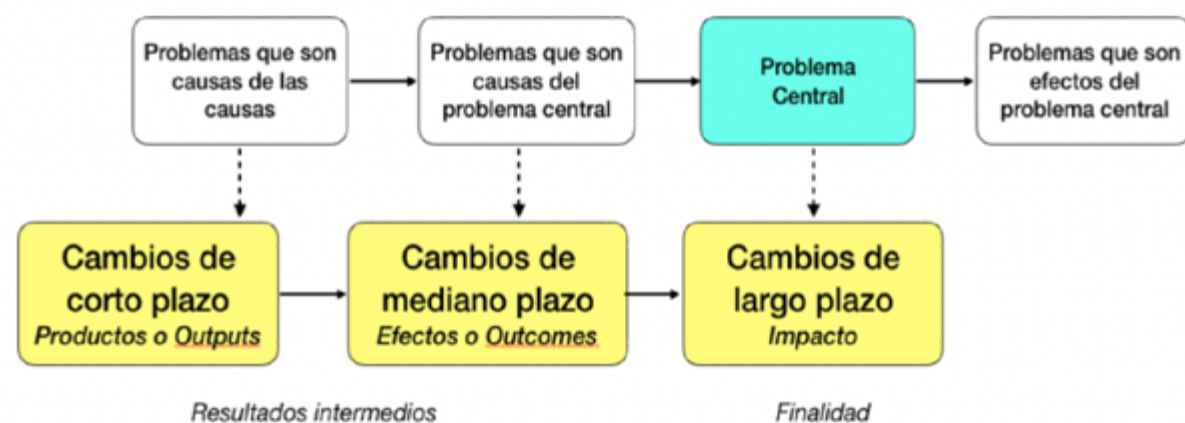 Problemas que son
causas de las
causas
Problemas que son
causas del
problema central
Problema
Central
Problemas que son
efectos del
problema central
Cambios de
corto plazo
Productos o Outputs
Cambios de
mediano plazo
Efectos o Outcomes
Cambios de
largo plazo
Impacto
Resultados intermedios
Finalidad